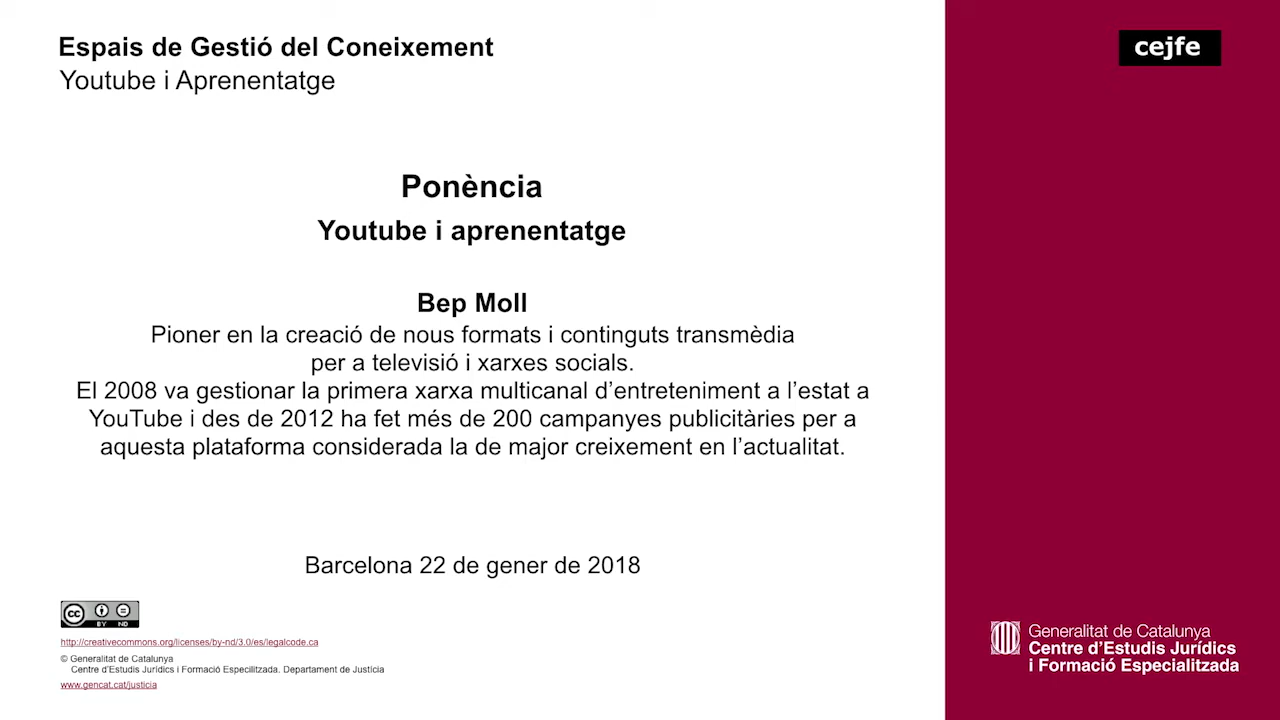 Espais de Gestió del Coneixement
Youtube i Aprenentatge
cejfe
Ponència
Youtube i aprenentatge
Bep Moll
Pioner en la creació de nous formats i continguts transmèdia
per a televisió i xarxes socials.
El 2008 va gestionar la primera xarxa multicanal d’entreteniment a l’estat a
YouTube i des de 2012 ha fet més de 200 campanyes publicitàries per a
aquesta plataforma considerada la de major creixement en l’actualitat.
Barcelona 22 de gener de 2018
cc
BY ND
http://creativecommons.org/licenses/by-nd/3.0/es/legalcode.ca
© Generalitat de Catalunya
Centre d’Estudis Jurídics i Formació Especilitzada. Departament de Justícia
www.gencat.cat/justicia
Generalitat de Catalunya
Centre d’Estudis Jurídics
i Formació Especialitzada